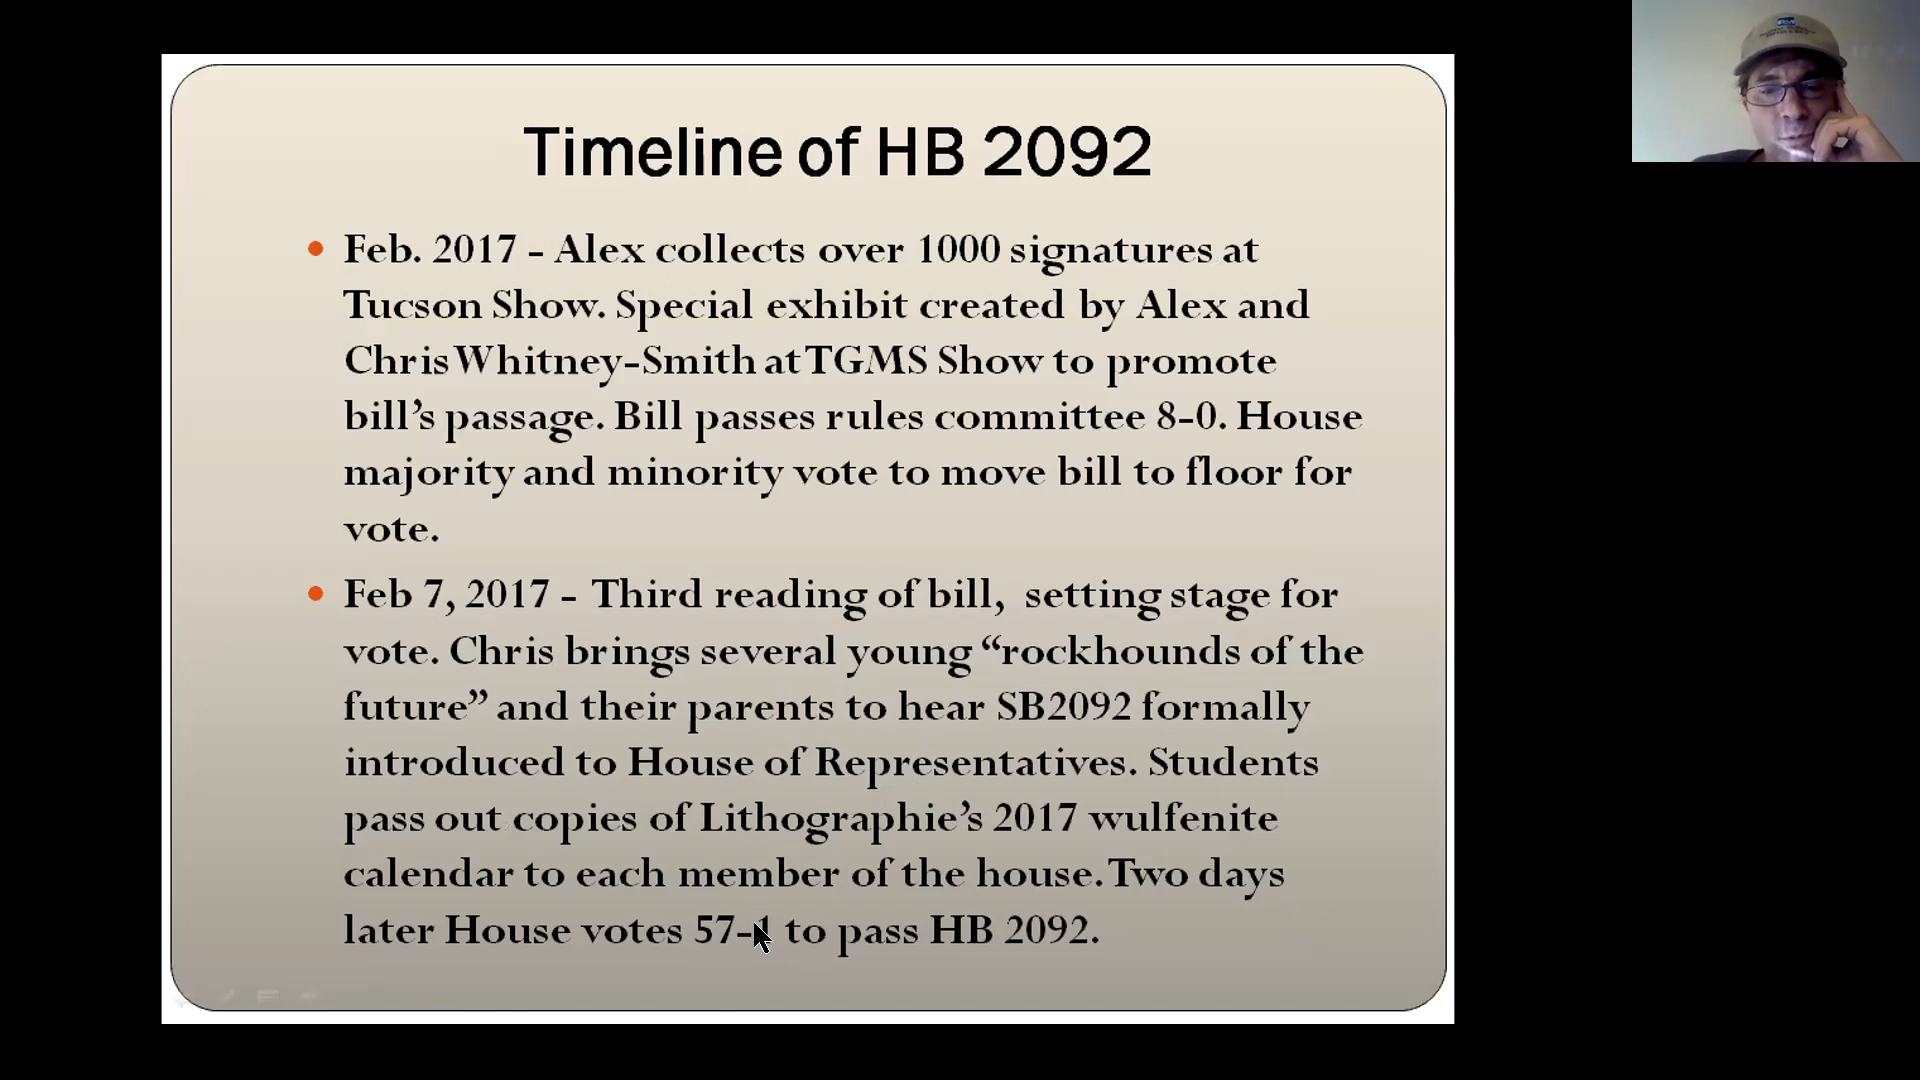 Timeline of HB 2092
Feb. 2017 - Alex collects over 1000 signatures at
Tucson Show. Special exhibit created by Alex and
Chris Whitney-Smith at TGMS Show to promote
bill’s passage. Bill passes rules committee 8-0. House
majority and minority vote to move bill to floor for
vote.
Feb 7, 2017 - Third reading of bill, setting stage for
vote. Chris brings several young “rockhounds of the
future” and their parents to hear SB2092 formally
introduced to House of Representatives. Students
pass out copies of Lithographie’s 2017 wulfenite
calendar to each member of the house. Two days
later House votes 57-1 to pass HB 2092.